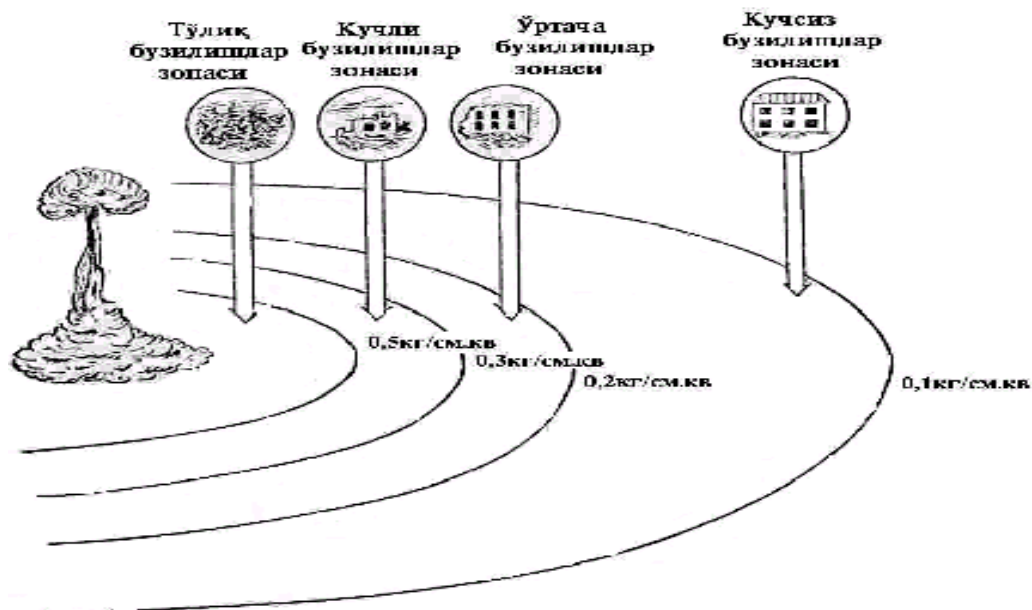 Тўлиқ
бузилишлар
зонаси
Кучли
бузилишлар
зонаси
Ўртача
бузилишлар
зонаси
Кучсиз
бузилишлар
зонаси
0,5кг/см.кв
0,3кг/см.кв
0,2кг/см.кв
0,1кг/см.кв